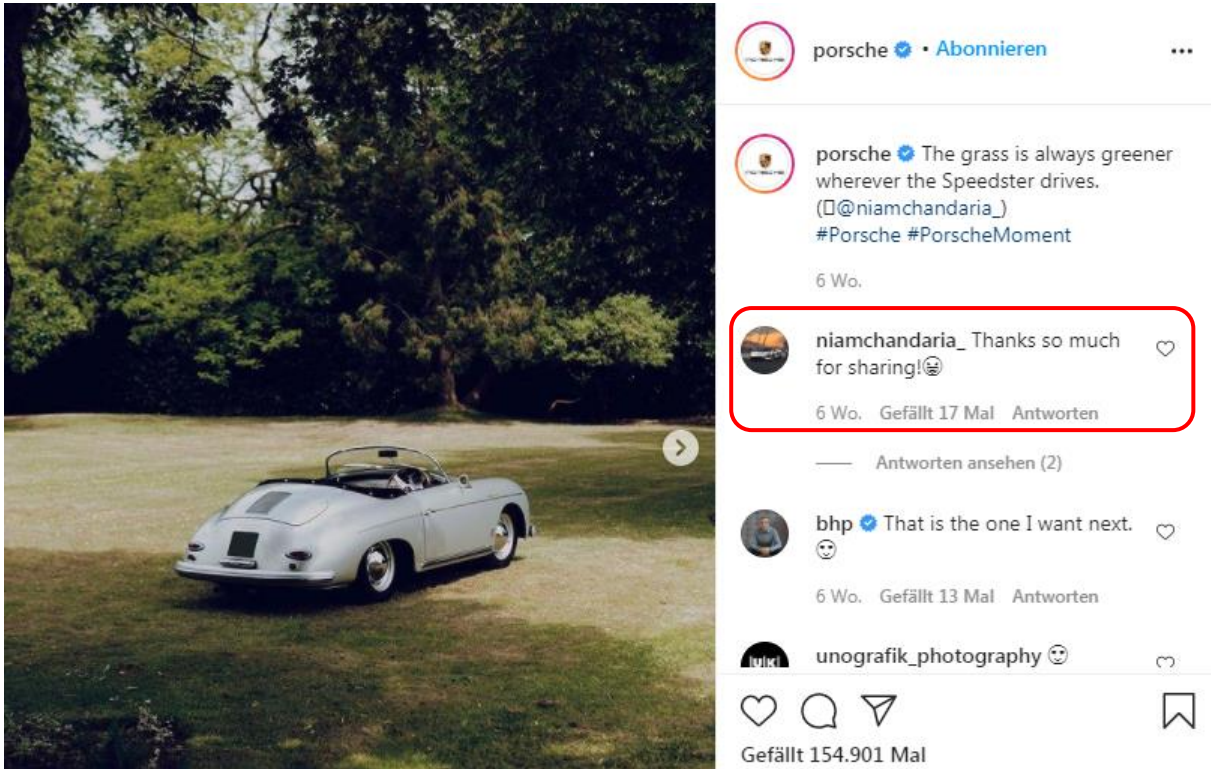 porsche • Abonnieren
porsche The grass is always greener
wherever the Speedster drives.
(@niamchandaria_)
#Porsche #PorscheMoment
6 Wo.
niamchandaria_ Thanks so much
for sharing!
6 Wo. Gefällt 17 Mal Antworten
Antworten ansehen (2)
bhp That is the one I want next.
6 Wo. Gefällt 13 Mal Antworten
unografik_photography
Gefällt 154.901 Mal